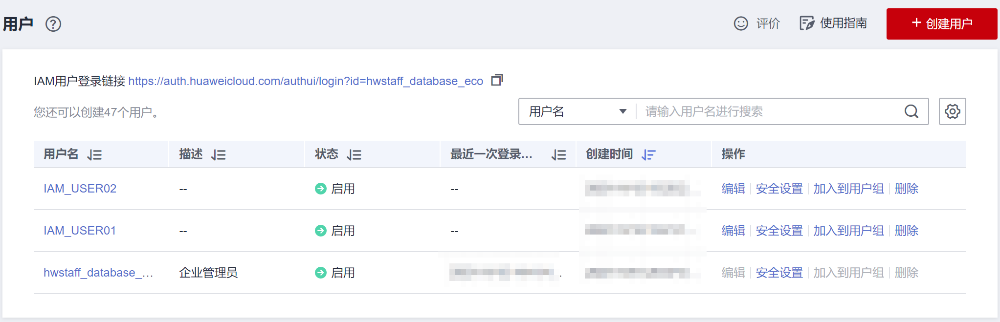 用户 ? 评价 使用指南 + 创建用户
IAM用户登录链接 https://auth.huaweicloud.com/authui/login?id=hwstaff_database_eco
您还可以创建47个用户。
用户名 请输入用户名进行搜索
用户名 描述 状态 最近一次登录... 创建时间 操作
IAM_USER02 -- 启用 -- 编辑 安全设置 加入到用户组 删除
IAM_USER01 -- 启用 -- 编辑 安全设置 加入到用户组 删除
hwstaff_database_... 企业管理员 启用 . 编辑 安全设置 加入到用户组 删除